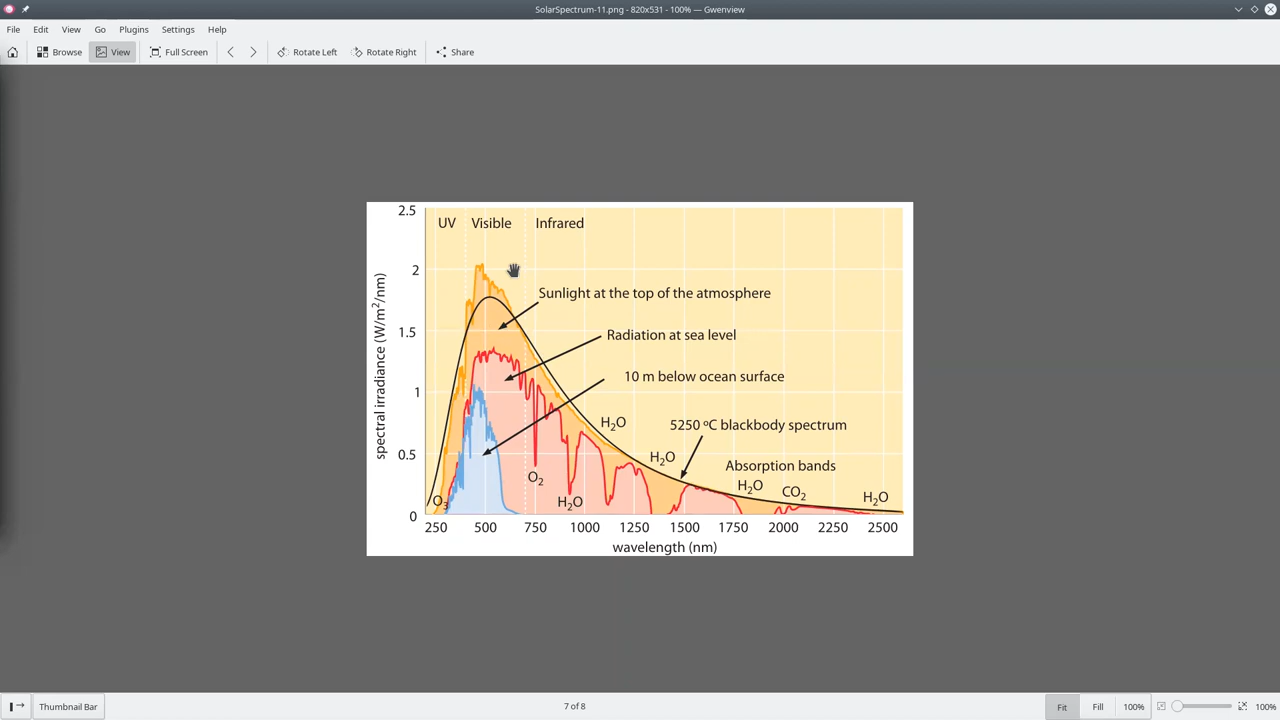 SolarSpectrum-11.png - 820x531 - 100% — Gwenview
File Edit View Go Plugins Settings Help
Browse View Full Screen Rotate Left Rotate Right Share
2.5
2
1.5
1
0.5
0
spectral irradiance (W/m²/nm)
UV Visible Infrared
Sunlight at the top of the atmosphere
Radiation at sea level
10 m below ocean surface
H₂O
5250 ºC blackbody spectrum
H₂O
Absorption bands
O₂
H₂O
CO₂
H₂O
O₃
H₂O
250 500 750 1000 1250 1500 1750 2000 2250 2500
wavelength (nm)
Thumbnail Bar
7 of 8
Fit Fill 100% 100%